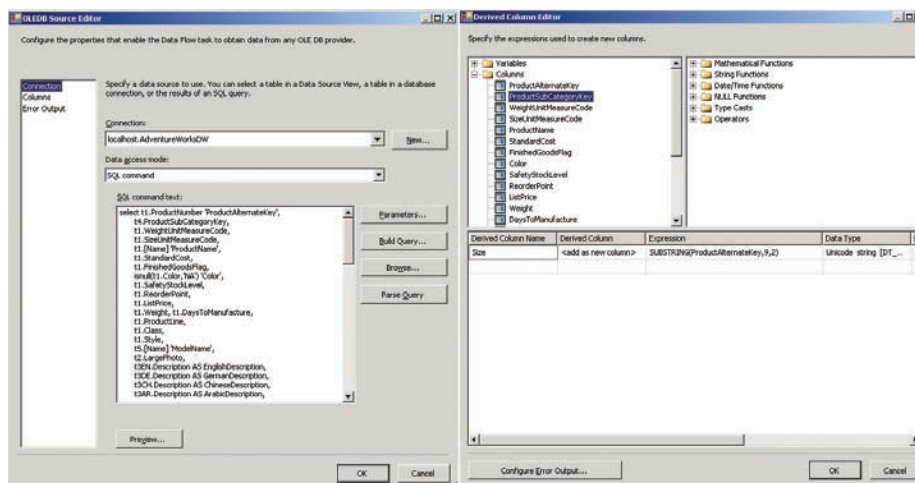 OLEDB Source Editor
Configure the properties that enable the Data Flow task to obtain data from any OLE DB provider.
Connection
Columns
Error Output
Specify a data source to use. You can select a table in a Data Source View, a table in a database
connection, or the results of an SQL query.
Connection:
localhost.AdventureWorksDW
New...
Data access mode:
SQL command
SQL command text:
select t1.ProductNumber 'ProductAlternateKey',
t4.ProductSubCategoryKey,
t1.WeightUnitMeasureCode,
t1.SizeUnitMeasureCode,
t1.[Name] 'ProductName',
t1.StandardCost,
t1.FinishedGoodsFlag,
isnull(t1.Color,'NA') 'Color',
t1.SafetyStockLevel,
t1.ReorderPoint,
t1.ListPrice,
t1.Weight, t1.DaysToManufacture,
t1.ProductLine,
t1.Class,
t1.Style,
t5.[Name] 'ModelName',
t2.LargePhoto,
t3EN.Description AS EnglishDescription,
t3DE.Description AS GermanDescription,
t3CH.Description AS ChineseDescription,
t3AR.Description AS ArabicDescription,
Parameters...
Build Query...
Browse...
Parse Query
Preview...
OK
Cancel
Derived Column Editor
Specify the expressions used to create new columns.
Variables
Columns
ProductAlternateKey
ProductSubCategoryKey
WeightUnitMeasureCode
SizeUnitMeasureCode
ProductName
StandardCost
FinishedGoodsFlag
Color
SafetyStockLevel
ReorderPoint
ListPrice
Weight
DaysToManufacture
Mathematical Functions
String Functions
Date/Time Functions
NULL Functions
Type Casts
Operators
Derived Column Name Derived Column Expression Data Type
Size <add as new column> SUBSTRING(ProductAlternateKey,9,2) Unicode string [DT_...
Configure Error Output...
OK
Cancel